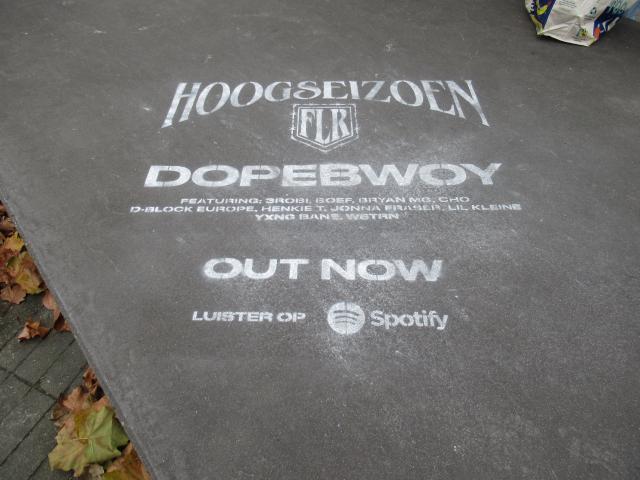 HOOGSEIZOEN
FLR
DOPEBWOY
FEATURING: 3ROBI, BOEF, BRYAN MG, CHO
D-BLOCK EUROPE, HENKIE T, JONNA FRASER, LIL KLEINE
YXNG BANE, WSTRN
OUT NOW
LUISTER OP Spotify